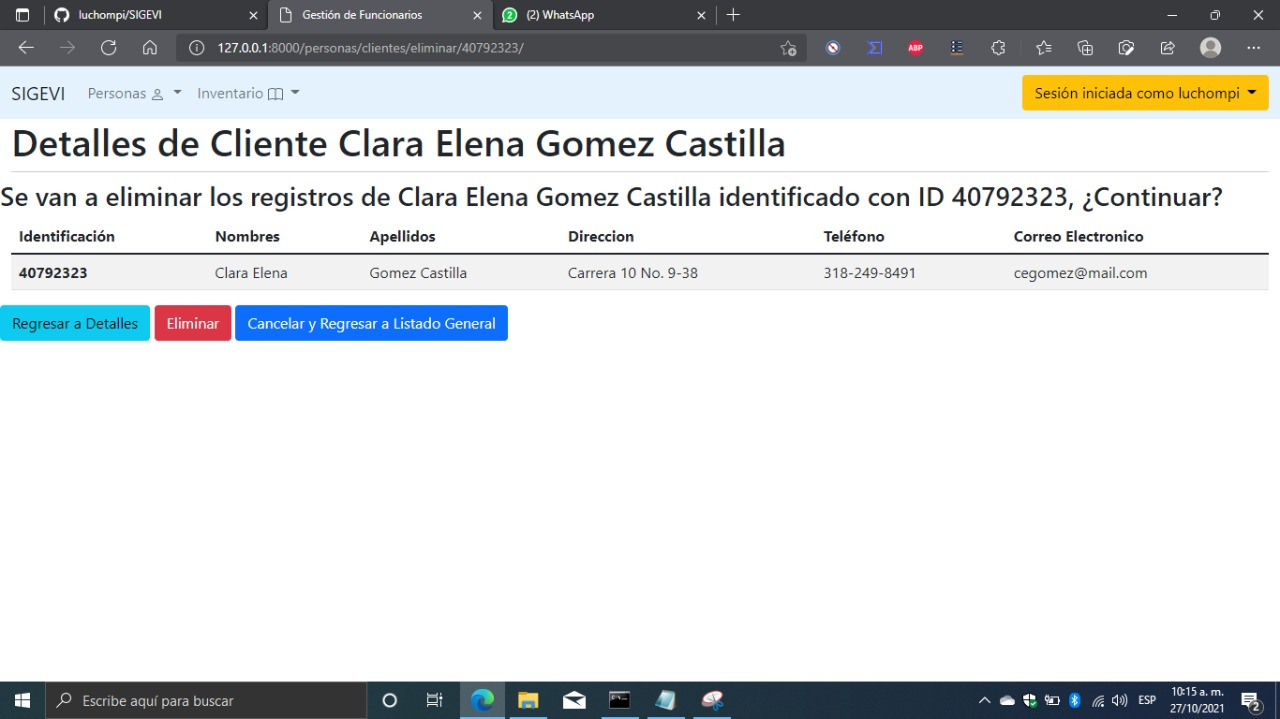 luchompi/SIGEVI
Gestión de Funcionarios
(2) WhatsApp
127.0.0.1:8000/personas/clientes/eliminar/40792323/
ABP
SIGEVI Personas Inventario Sesión iniciada como luchompi
Detalles de Cliente Clara Elena Gomez Castilla
Se van a eliminar los registros de Clara Elena Gomez Castilla identificado con ID 40792323, ¿Continuar?
Identificación Nombres Apellidos Direccion Teléfono Correo Electronico
40792323 Clara Elena Gomez Castilla Carrera 10 No. 9-38 318-249-8491 cegomez@mail.com
Regresar a Detalles Eliminar Cancelar y Regresar a Listado General
Escribe aquí para buscar
ESP
10:15 a. m.
27/10/2021
2